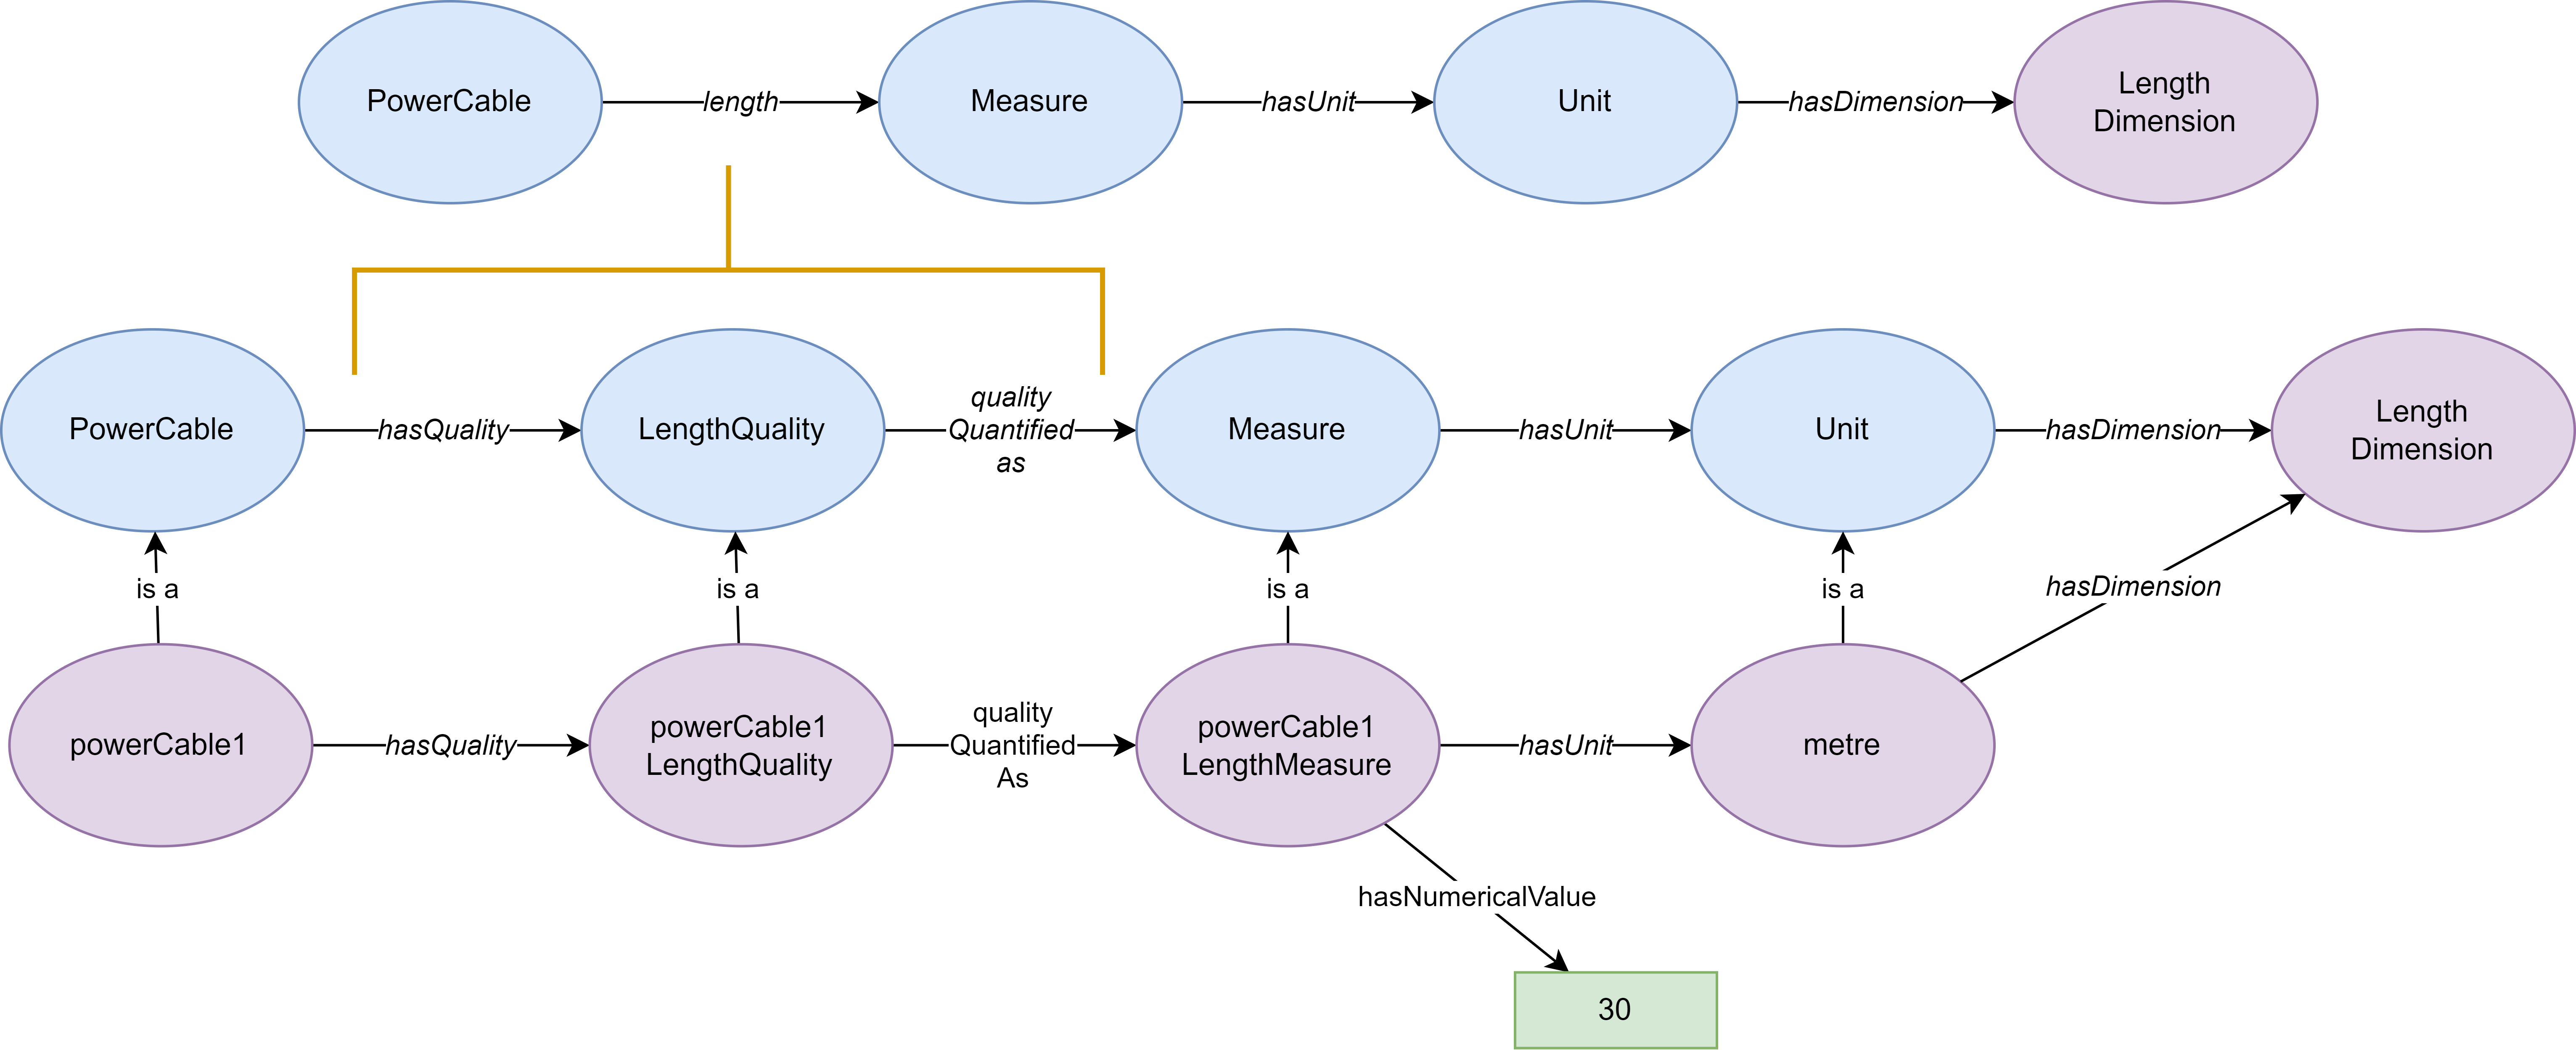 PowerCable
length
Measure
hasUnit
Unit
hasDimension
Length
Dimension
PowerCable
hasQuality
LengthQuality
quality
Quantified
as
Measure
hasUnit
Unit
hasDimension
Length
Dimension
is a
is a
is a
is a
hasDimension
powerCable1
hasQuality
powerCable1
LengthQuality
quality
Quantified
As
powerCable1
LengthMeasure
hasUnit
metre
hasNumericalValue
30